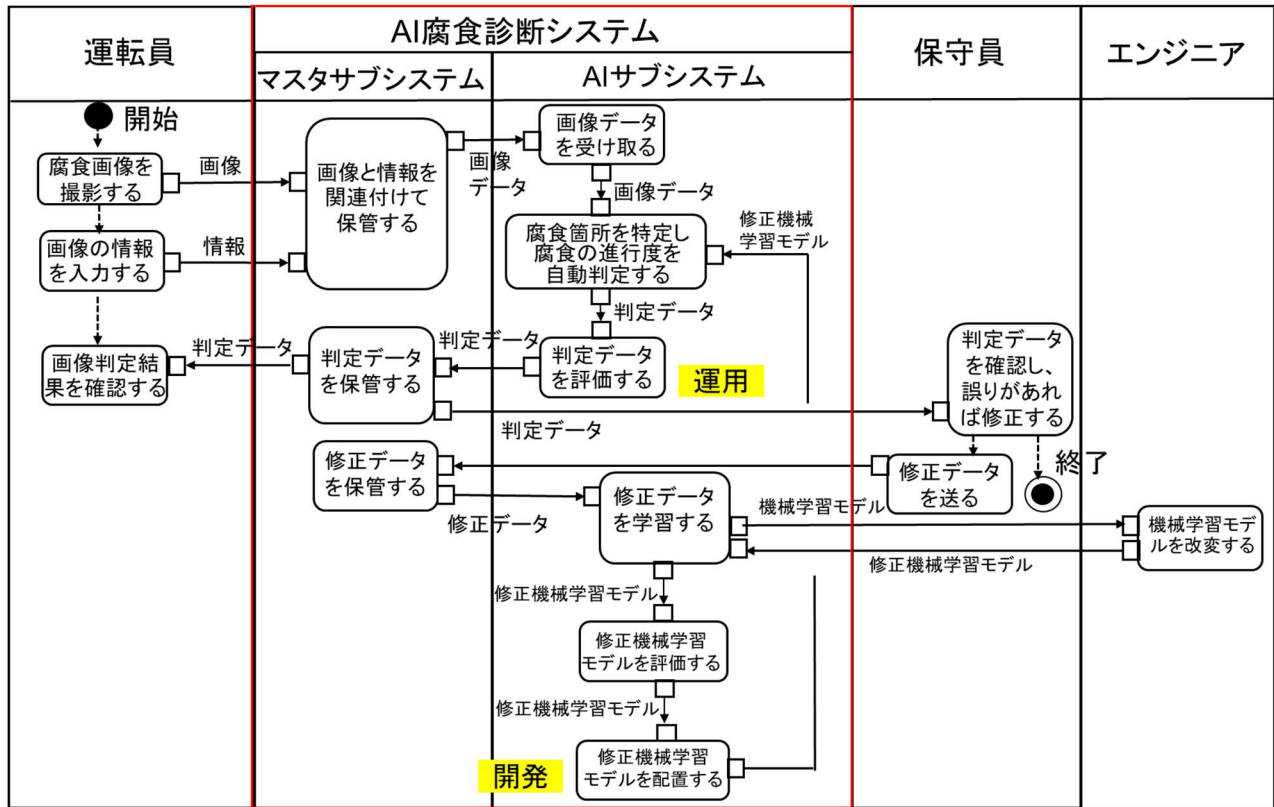 運転員
AI腐食診断システム
マスタサブシステム
AIサブシステム
保守員
エンジニア
開始
腐食画像を
撮影する
画像
画像と情報を
関連付けて
保管する
画像
データ
画像データ
を受け取る
画像データ
画像の情報
を入力する
情報
腐食箇所を特定し
腐食の進行度を
自動判定する
修正機械
学習モデル
判定データ
画像判定結
果を確認する
判定データ
判定データ
を保管する
判定データ
判定データ
を評価する
運用
判定データ
を確認し、
誤りがあれ
ば修正する
判定データ
修正データ
を保管する
修正データ
を送る
終了
修正データ
修正データ
を学習する
機械学習モデル
機械学習モデ
ルを改変する
修正機械学習モデル
修正機械学習モデル
修正機械学習
モデルを評価する
修正機械学習モデル
修正機械学習
モデルを配置する
開発